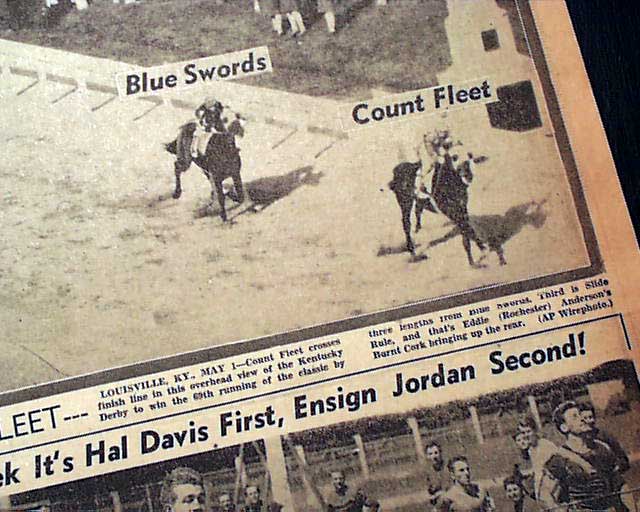 Blue Swords
Count Fleet
LEET---
LOUISVILLE, KY., MAY 1—Count Fleet crosses
finish line in this overhead view of the Kentucky
Derby to win the 69th running of the classic by
three lengths from Blue Swords. Third is Slide
Rule, and that's Eddie (Rochester) Anderson's
Burnt Cork bringing up the rear. (AP Wirephoto.)
ek It's Hal Davis First, Ensign Jordan Second!